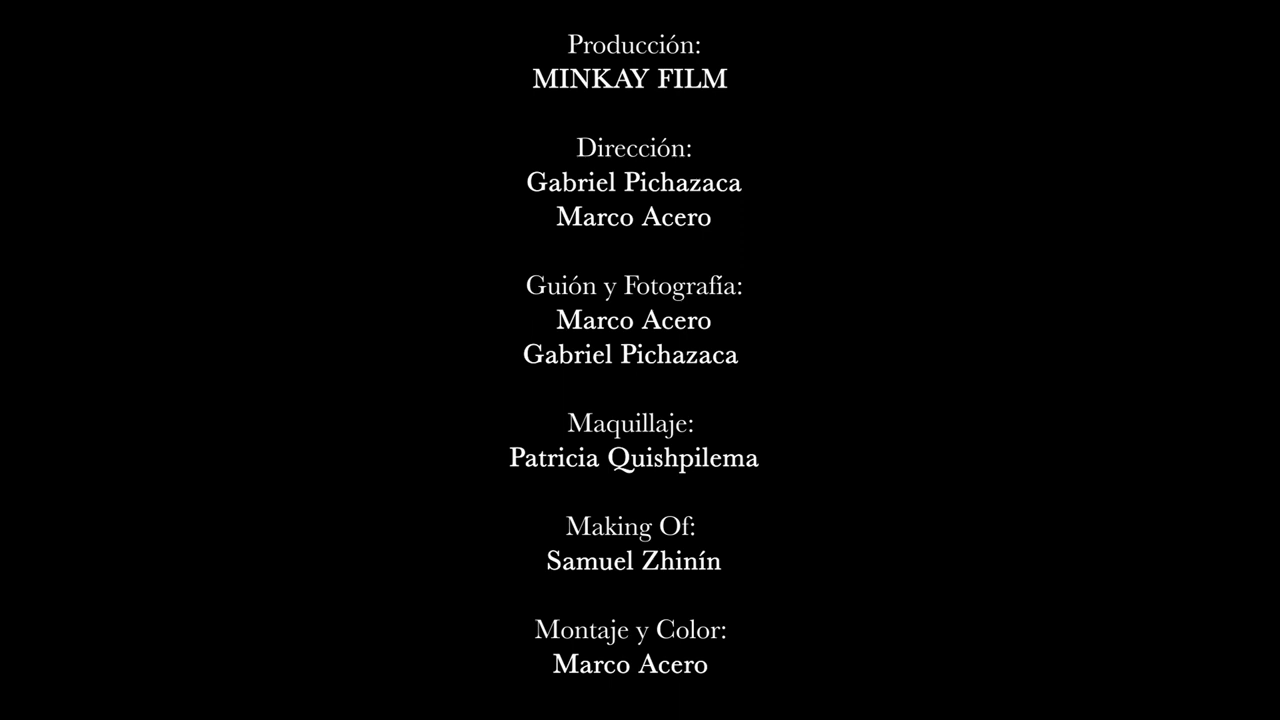 Producción:
MINKAY FILM
Dirección:
Gabriel Pichazaca
Marco Acero
Guión y Fotografía:
Marco Acero
Gabriel Pichazaca
Maquillaje:
Patricia Quishpilema
Making Of:
Samuel Zhinín
Montaje y Color:
Marco Acero